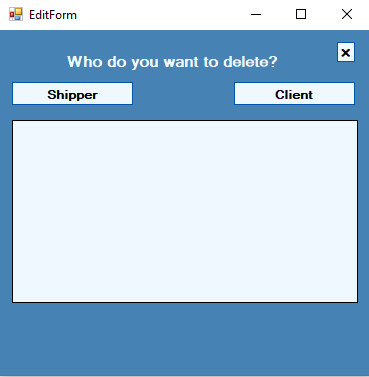 EditForm
Who do you want to delete?
Shipper
Client